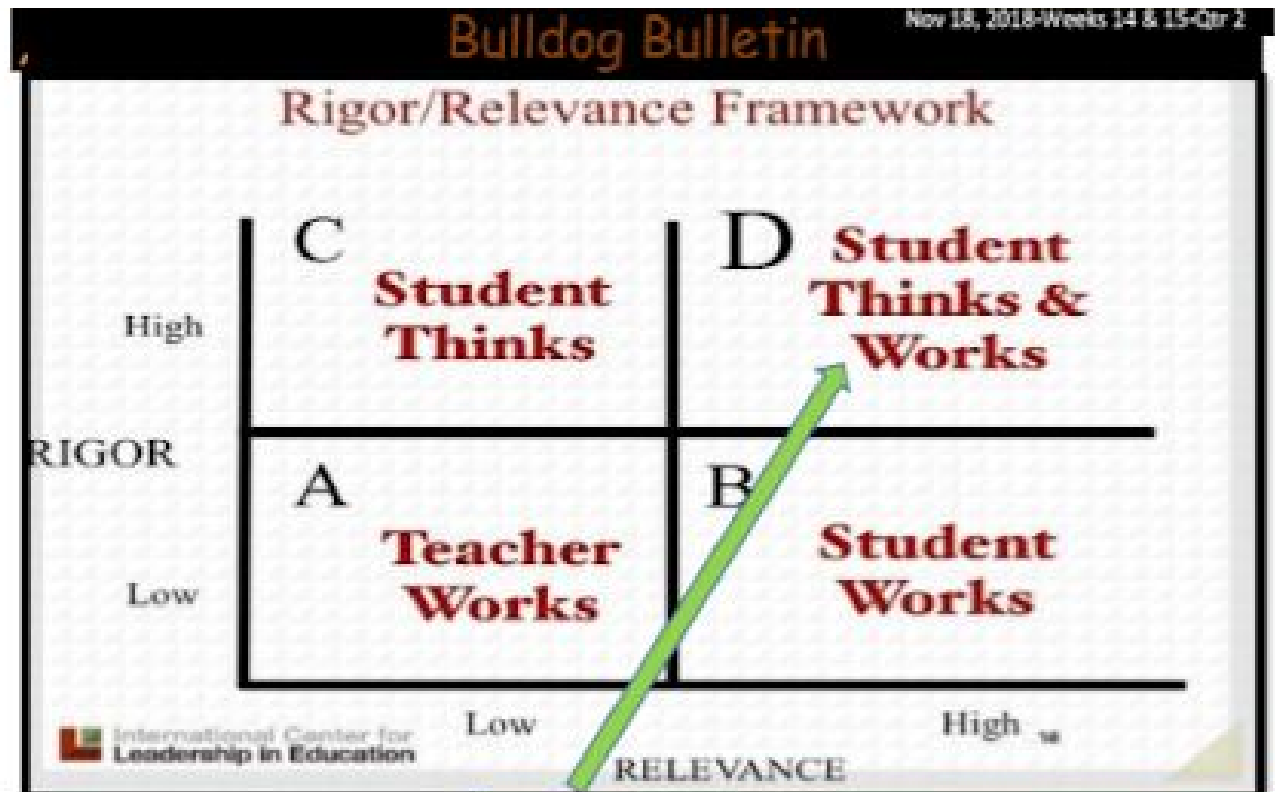 Nov 18, 2018-Weeks 14 & 15-Qtr 2
Bulldog Bulletin
Rigor/Relevance Framework
C
Student
Thinks
D
Student
Thinks &
Works
High
RIGOR
A
Teacher
Works
B
Student
Works
Low
Low
High
RELEVANCE
International Center for
Leadership in Education